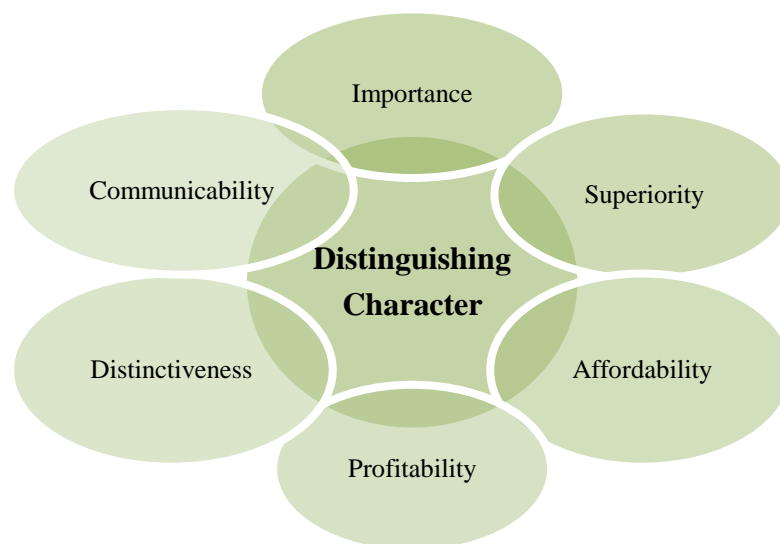 Importance
Communicability
Superiority
Distinguishing
Character
Distinctiveness
Affordability
Profitability